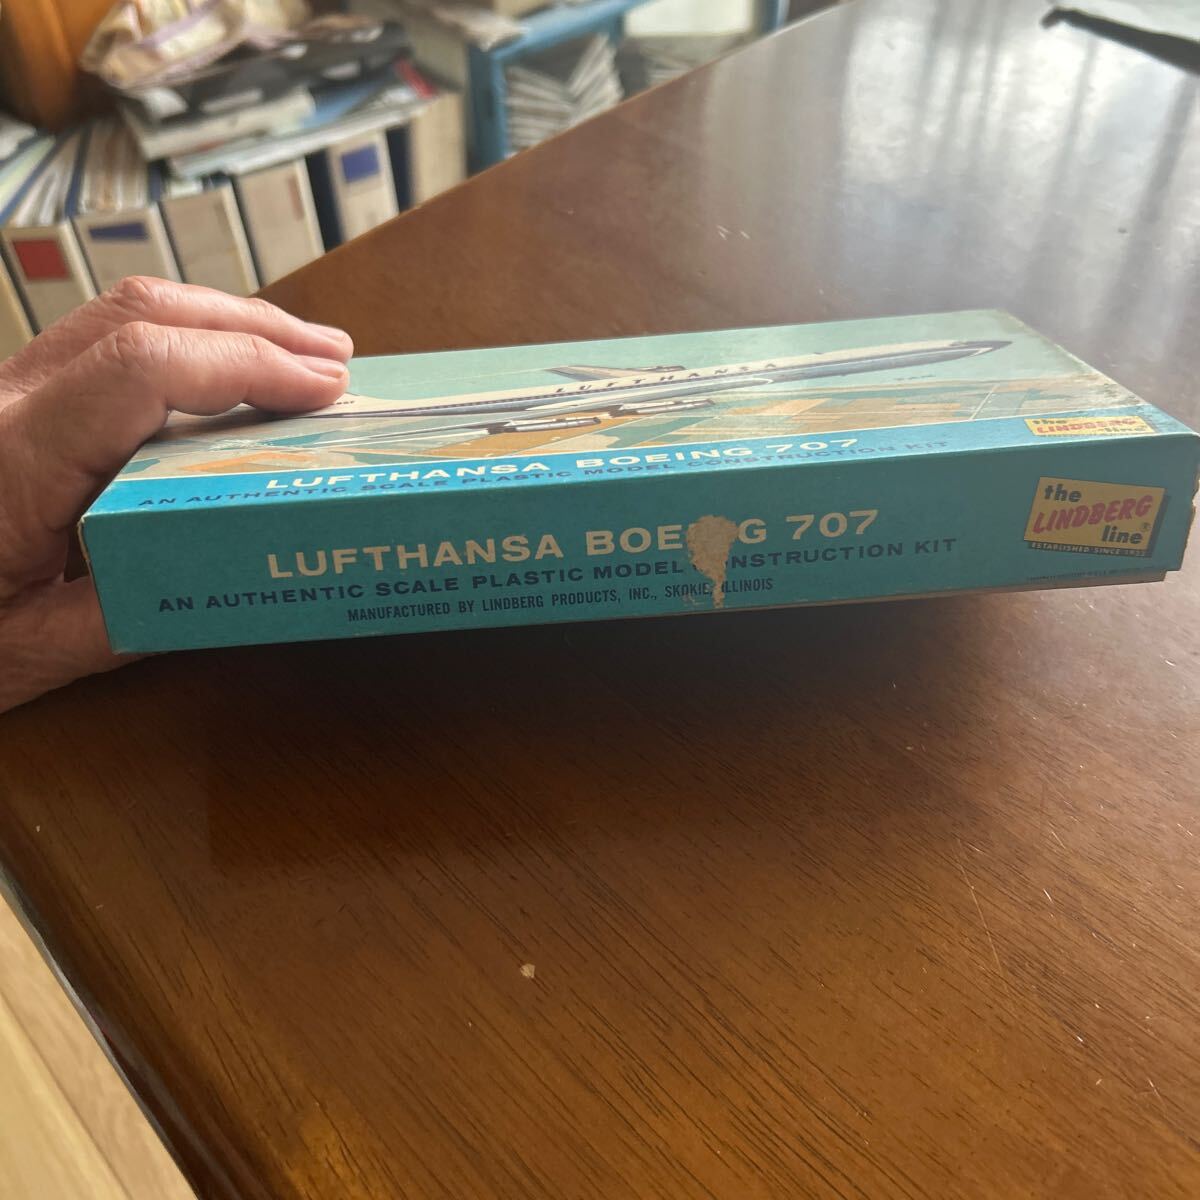 LUFTHANSA
the
LINDBERG
line
LUFTHANSA BOEING 707
AN AUTHENTIC SCALE PLASTIC MODEL CONSTRUCTION KIT
LUFTHANSA BOE G 707
AN AUTHENTIC SCALE PLASTIC MODEL NSTRUCTION KIT
MANUFACTURED BY LINDBERG PRODUCTS, INC., SKOKIE, ILLINOIS
the
LINDBERG
line®
ESTABLISHED SINCE 1933